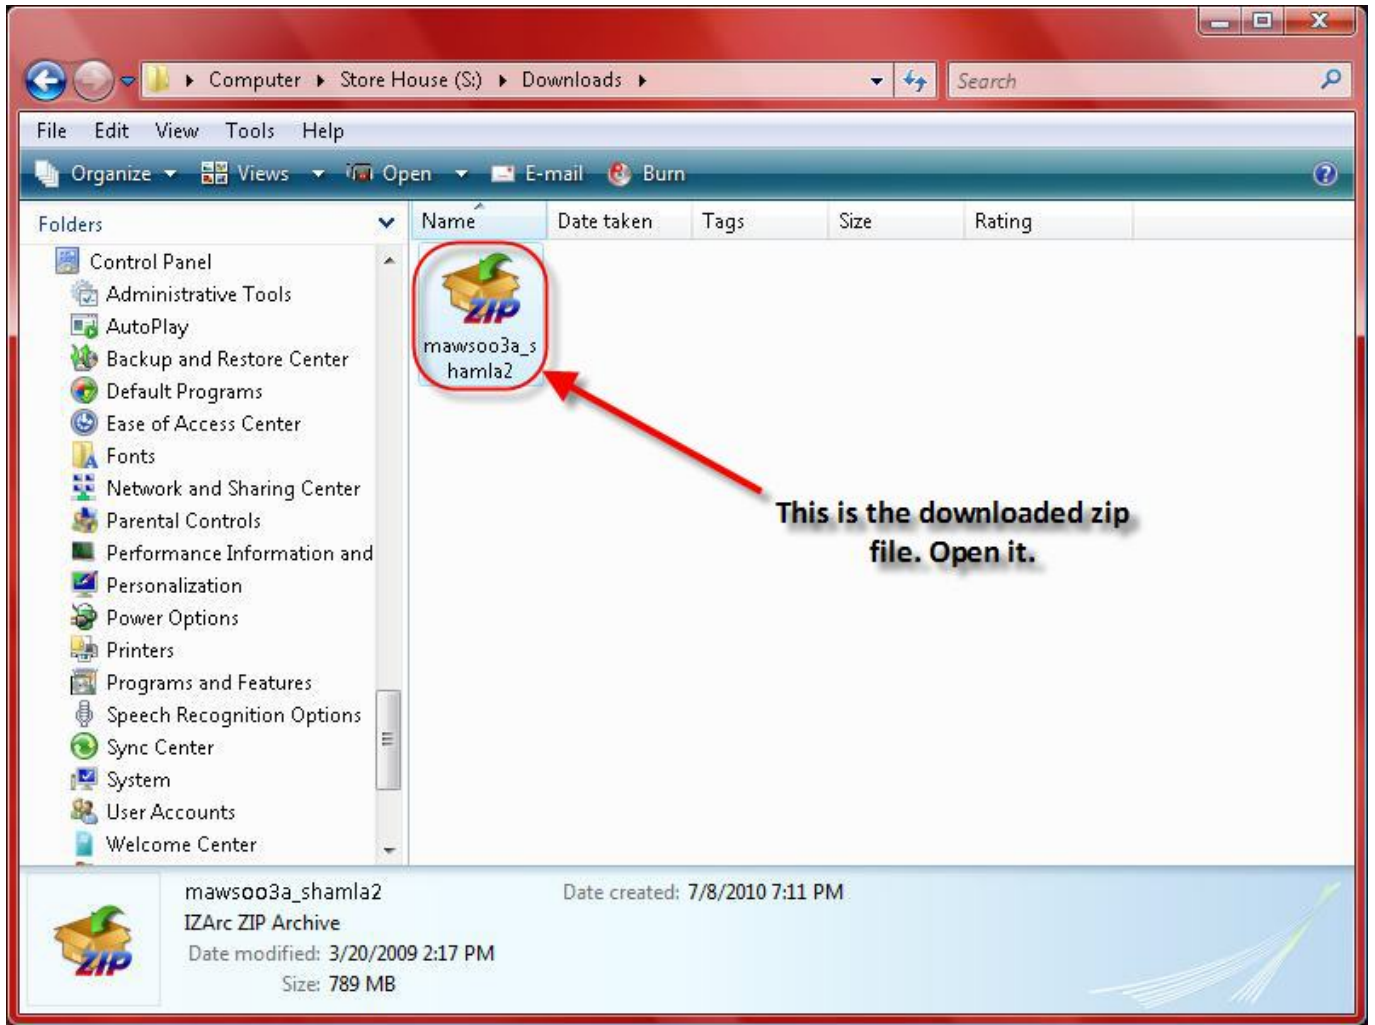 Computer Store House (S:) Downloads
Search
File Edit View Tools Help
Organize Views Open E-mail Burn
Folders
Name Date taken Tags Size Rating
Control Panel
Administrative Tools
AutoPlay
Backup and Restore Center
Default Programs
Ease of Access Center
Fonts
Network and Sharing Center
Parental Controls
Performance Information and
Personalization
Power Options
Printers
Programs and Features
Speech Recognition Options
Sync Center
System
User Accounts
Welcome Center
ZIP
mawsoo3a_s
hamla2
This is the downloaded zip
file. Open it.
ZIP
mawsoo3a_shamla2 Date created: 7/8/2010 7:11 PM
IZArc ZIP Archive
Date modified: 3/20/2009 2:17 PM
Size: 789 MB